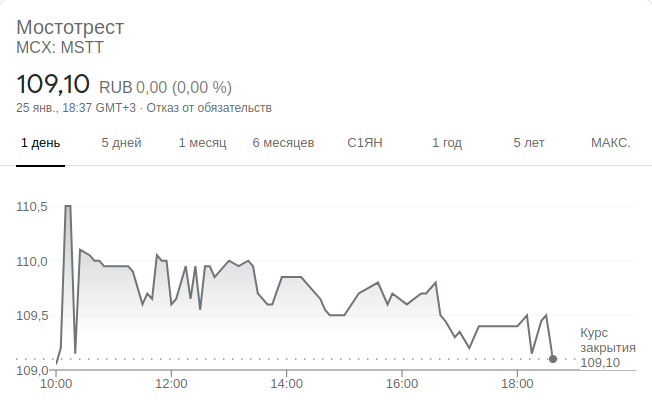 Мостотрест
MCX: MSTT
109,10 RUB 0,00 (0,00 %)
25 янв., 18:37 GMT+3 · Отказ от обязательств
1 день 5 дней 1 месяц 6 месяцев С1ЯН 1 год 5 лет МАКС.
110,5
110,0
109,5
Курс
закрытия
109,10
109,0
10:00 12:00 14:00 16:00 18:00